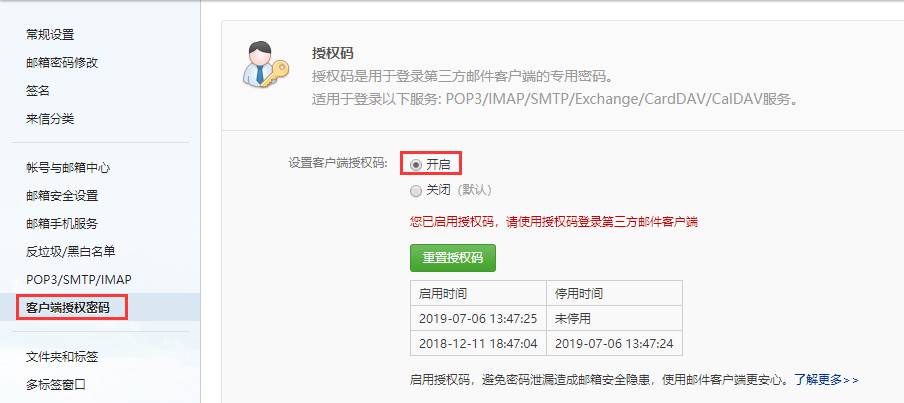 常规设置
邮箱密码修改
签名
来信分类
帐号与邮箱中心
邮箱安全设置
邮箱手机服务
反垃圾/黑白名单
POP3/SMTP/IMAP
客户端授权密码
文件夹和标签
多标签窗口
授权码
授权码是用于登录第三方邮件客户端的专用密码。
适用于登录以下服务: POP3/IMAP/SMTP/Exchange/CardDAV/CalDAV服务。
设置客户端授权码: 开启
关闭（默认）
您已启用授权码，请使用授权码登录第三方邮件客户端
重置授权码
启用时间 停用时间
2019-07-06 13:47:25 未停用
2018-12-11 18:47:04 2019-07-06 13:47:24
启用授权码，避免密码泄漏造成邮箱安全隐患，使用邮件客户端更安心。了解更多>>